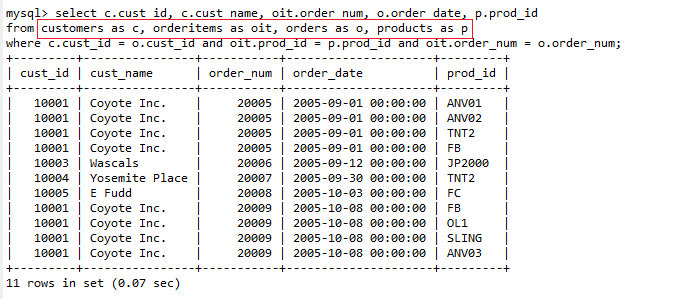 mysql> select c.cust_id, c.cust_name, oit.order_num, o.order_date, p.prod_id
from customers as c, orderitems as oit, orders as o, products as p
where c.cust_id = o.cust_id and oit.prod_id = p.prod_id and oit.order_num = o.order_num;
+---------+----------------+-----------+---------------------+---------+
| cust_id | cust_name      | order_num | order_date          | prod_id |
+---------+----------------+-----------+---------------------+---------+
|   10001 | Coyote Inc.    |     20005 | 2005-09-01 00:00:00 | ANV01   |
|   10001 | Coyote Inc.    |     20005 | 2005-09-01 00:00:00 | ANV02   |
|   10001 | Coyote Inc.    |     20005 | 2005-09-01 00:00:00 | TNT2    |
|   10001 | Coyote Inc.    |     20005 | 2005-09-01 00:00:00 | FB      |
|   10003 | Wascals        |     20006 | 2005-09-12 00:00:00 | JP2000  |
|   10004 | Yosemite Place |     20007 | 2005-09-30 00:00:00 | TNT2    |
|   10005 | E Fudd         |     20008 | 2005-10-03 00:00:00 | FC      |
|   10001 | Coyote Inc.    |     20009 | 2005-10-08 00:00:00 | FB      |
|   10001 | Coyote Inc.    |     20009 | 2005-10-08 00:00:00 | OL1     |
|   10001 | Coyote Inc.    |     20009 | 2005-10-08 00:00:00 | SLING   |
|   10001 | Coyote Inc.    |     20009 | 2005-10-08 00:00:00 | ANV03   |
+---------+----------------+-----------+---------------------+---------+
11 rows in set (0.07 sec)